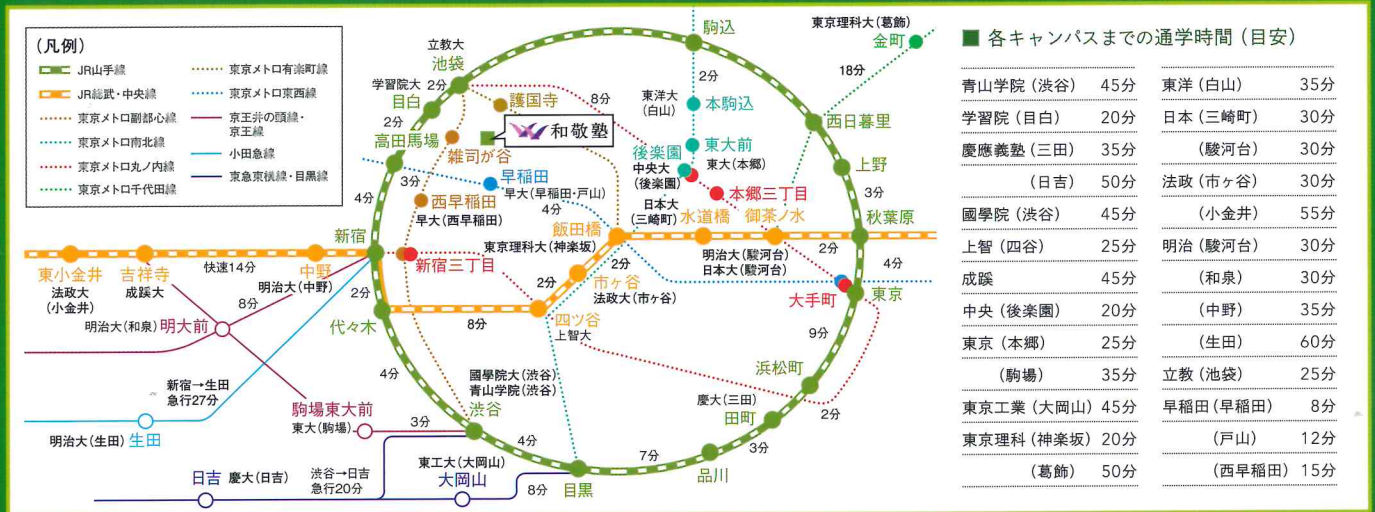 (凡例)
JR山手線
JR総武・中央線
東京メトロ副都心線
東京メトロ南北線
東京メトロ丸ノ内線
東京メトロ千代田線
東京メトロ有楽町線
東京メトロ東西線
京王井の頭線・
京王線
小田急線
東急東横線・目黒線
立教大
池袋
学習院大
目白
2分
2分
高田馬場
4分
新宿
2分
代々木
4分
渋谷
4分
目黒
7分
品川
3分
田町
慶大(三田)
2分
浜松町
9分
東京
4分
秋葉原
3分
上野
西日暮里
18分
東京理科大(葛飾)
金町
駒込
2分
東洋大
(白山)
本駒込
東大前
東大(本郷)
8分
護国寺
和敬塾
雑司が谷
3分
早稲田
早大(早稲田・戸山)
4分
西早稲田
早大(西早稲田)
後楽園
中央大
(後楽園)
本郷三丁目
日本大
(三崎町)
水道橋
御茶ノ水
2分
明治大(駿河台)
日本大(駿河台)
大手町
飯田橋
東京理科大(神楽坂)
2分
2分
市ヶ谷
法政大(市ヶ谷)
四ツ谷
上智大
8分
新宿三丁目
東小金井
法政大
(小金井)
吉祥寺
成蹊大
快速14分
中野
明治大(中野)
8分
明治大(和泉)
明大前
新宿→生田
急行27分
明治大(生田)
生田
駒場東大前
東大(駒場)
3分
國學院大(渋谷)
青山学院(渋谷)
日吉
慶大(日吉)
渋谷→日吉
急行20分
東工大(大岡山)
大岡山
8分
■ 各キャンパスまでの通学時間(目安)
青山学院(渋谷) 45分
学習院(目白) 20分
慶應義塾(三田) 35分
(日吉) 50分
國學院(渋谷) 45分
上智(四谷) 25分
成蹊 45分
中央(後楽園) 20分
東京(本郷) 25分
(駒場) 35分
東京工業(大岡山) 45分
東京理科(神楽坂) 20分
(葛飾) 50分
東洋(白山) 35分
日本(三崎町) 30分
(駿河台) 30分
法政(市ヶ谷) 30分
(小金井) 55分
明治(駿河台) 30分
(和泉) 30分
(中野) 35分
(生田) 60分
立教(池袋) 25分
早稲田(早稲田) 8分
(戸山) 12分
(西早稲田) 15分